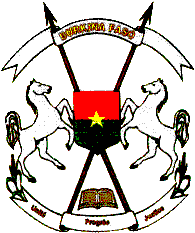 BURKINA FASO
Unité Progrès Justice